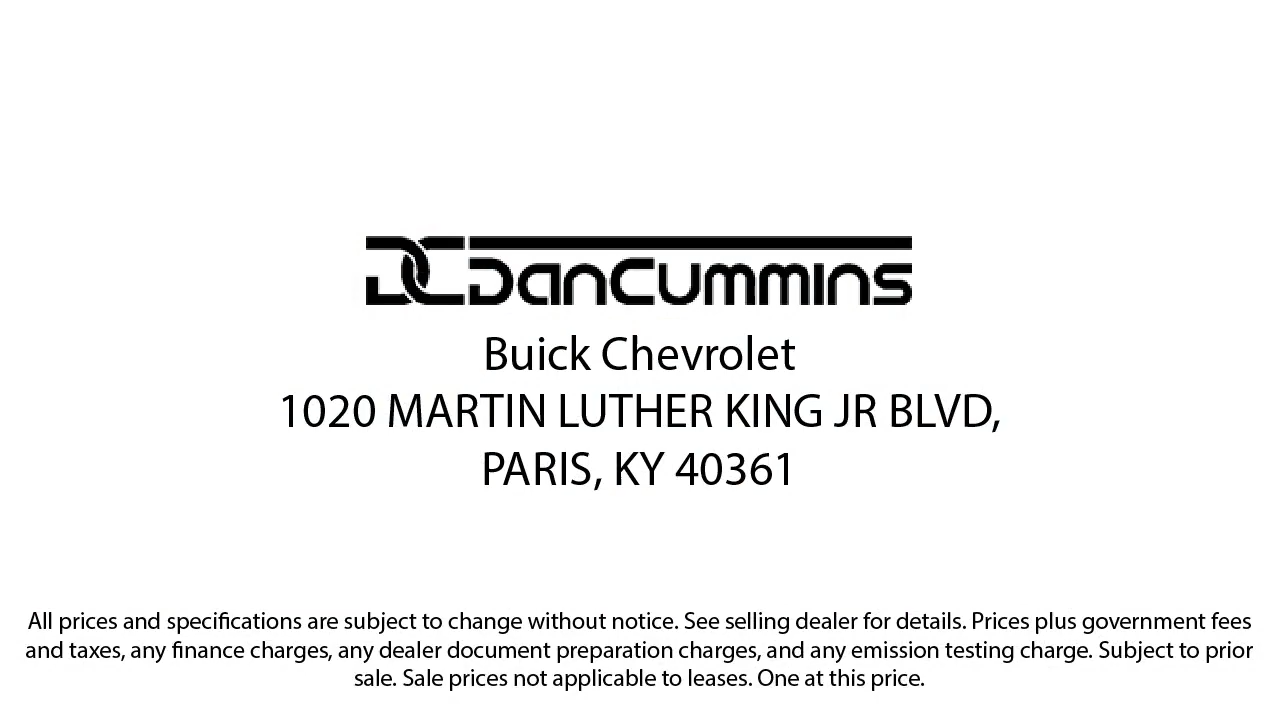 DC DanCummins
Buick Chevrolet
1020 MARTIN LUTHER KING JR BLVD,
PARIS, KY 40361
All prices and specifications are subject to change without notice. See selling dealer for details. Prices plus government fees
and taxes, any finance charges, any dealer document preparation charges, and any emission testing charge. Subject to prior
sale. Sale prices not applicable to leases. One at this price.